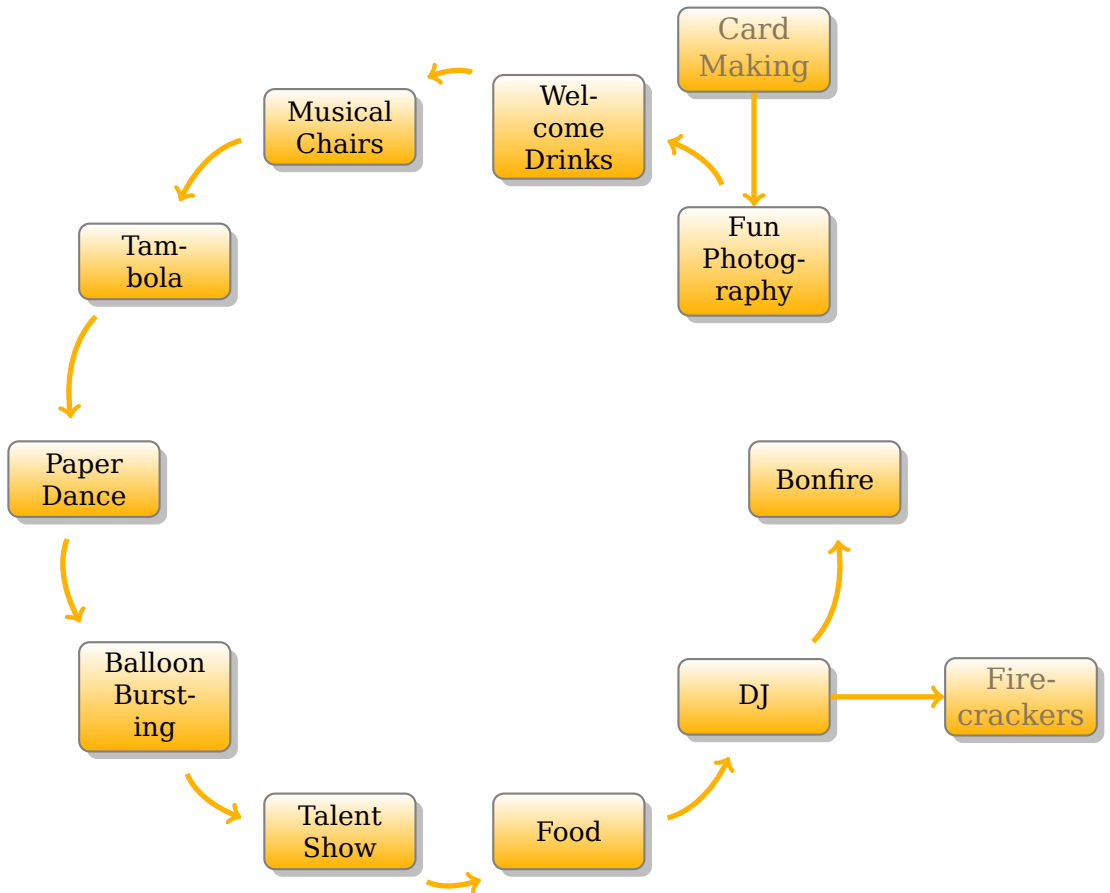 Card
Making
Wel-
come
Drinks
Musical
Chairs
Fun
Photog-
raphy
Tam-
bola
Paper
Dance
Bonfire
Balloon
Burst-
ing
DJ
Fire-
crackers
Talent
Show
Food